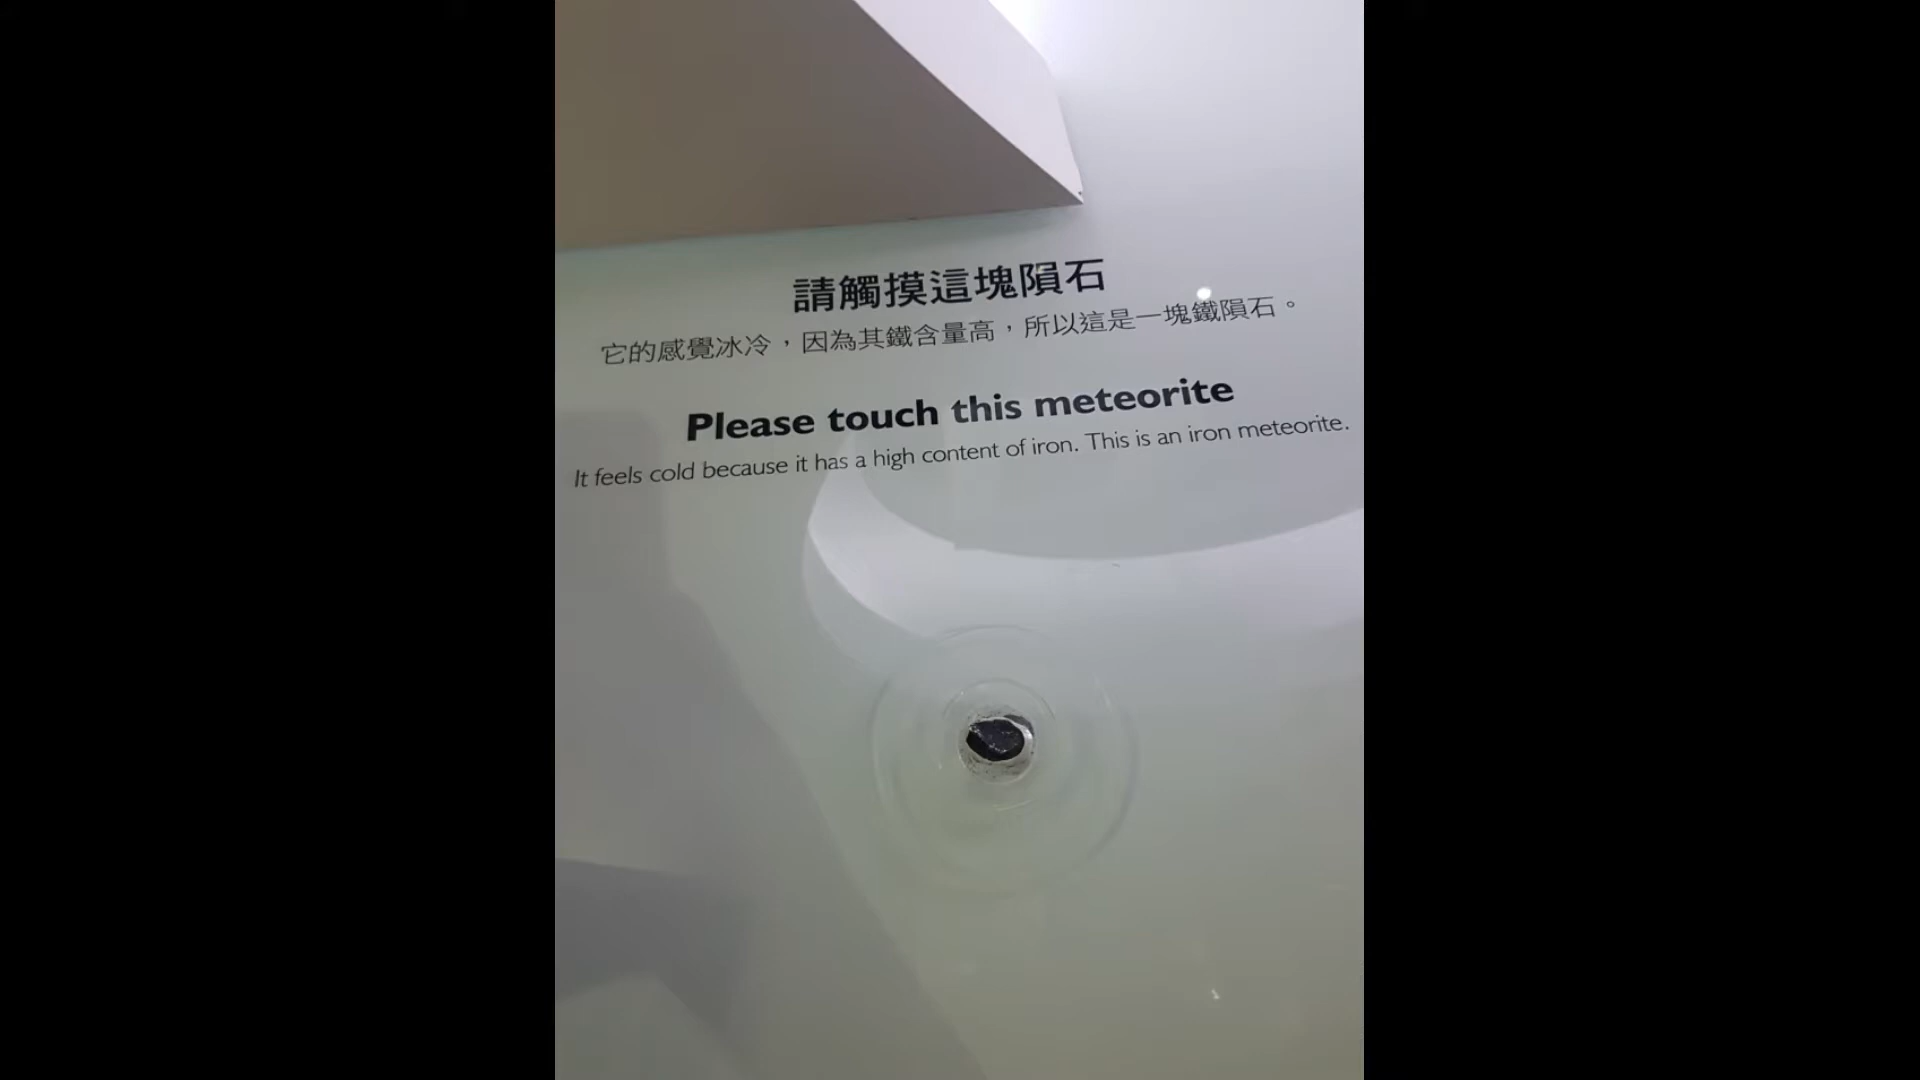 請觸摸這塊隕石
它的感覺冰冷，因為其鐵含量高，所以這是一塊鐵隕石。
Please touch this meteorite
It feels cold because it has a high content of iron. This is an iron meteorite.